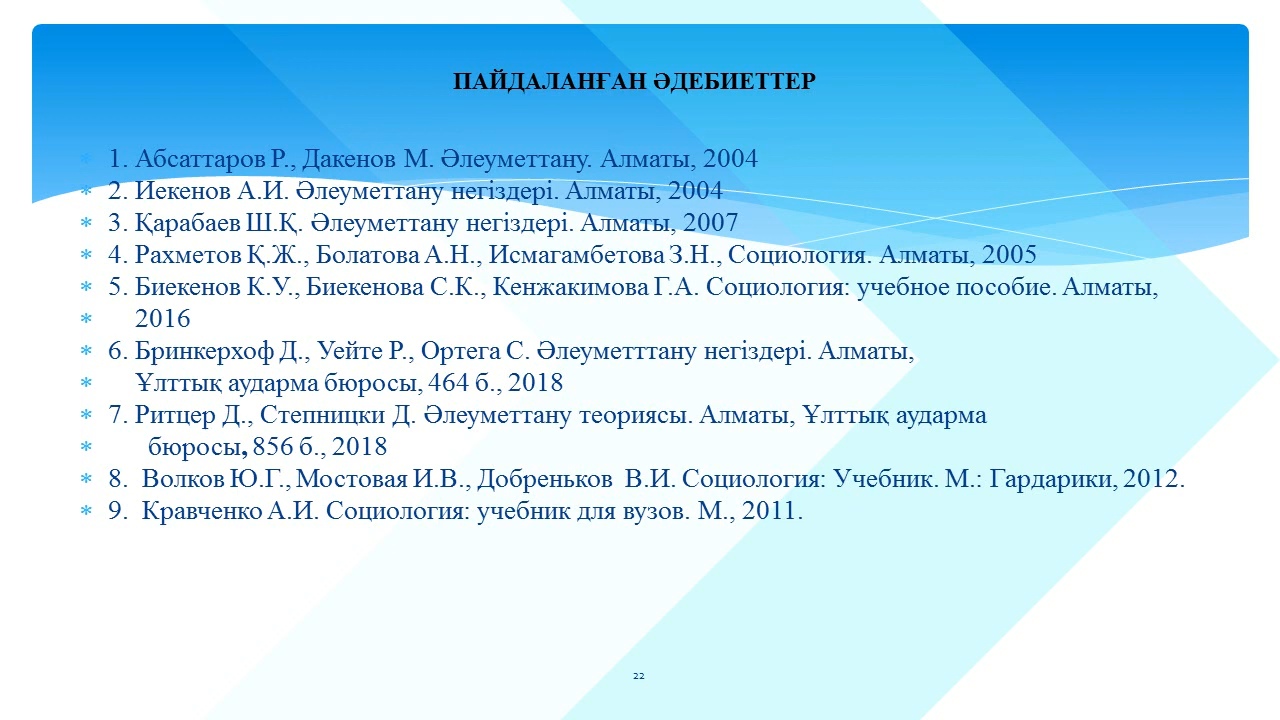 ПАЙДАЛАНҒАН ӘДЕБИЕТТЕР
* 1. Абсаттаров Р., Дакенов М. Әлеуметтану. Алматы, 2004
* 2. Иекенов А.И. Әлеуметтану негіздері. Алматы, 2004
* 3. Қарабаев Ш.Қ. Әлеуметтану негіздері. Алматы, 2007
* 4. Рахметов Қ.Ж., Болатова А.Н., Исмагамбетова З.Н., Социология. Алматы, 2005
* 5. Биекенов К.У., Биекенова С.К., Кенжакимова Г.А. Социология: учебное пособие. Алматы,
* 2016
* 6. Бринкерхоф Д., Уейте Р., Ортега С. Әлеуметттану негіздері. Алматы,
* Ұлттық аударма бюросы, 464 б., 2018
* 7. Ритцер Д., Степницки Д. Әлеуметтану теориясы. Алматы, Ұлттық аударма
* бюросы, 856 б., 2018
* 8. Волков Ю.Г., Мостовая И.В., Добреньков В.И. Социология: Учебник. М.: Гардарики, 2012.
* 9. Кравченко А.И. Социология: учебник для вузов. М., 2011.
22